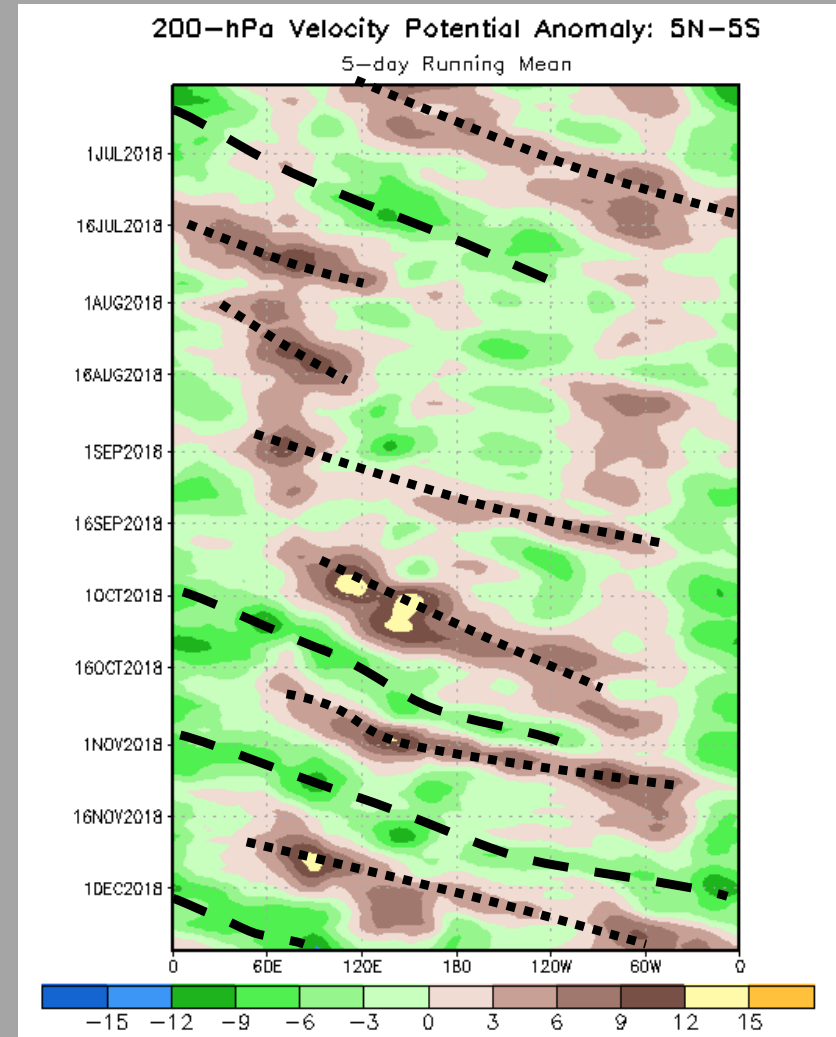 200-hPa Velocity Potential Anomaly: 5N-5S
5-day Running Mean
1JUL2018
16JUL2018
1AUG2018
16AUG2018
1SEP2018
16SEP2018
1OCT2018
16OCT2018
1NOV2018
16NOV2018
1DEC2018
0 60E 120E 180 120W 60W 0
-15 -12 -9 -6 -3 0 3 6 9 12 15